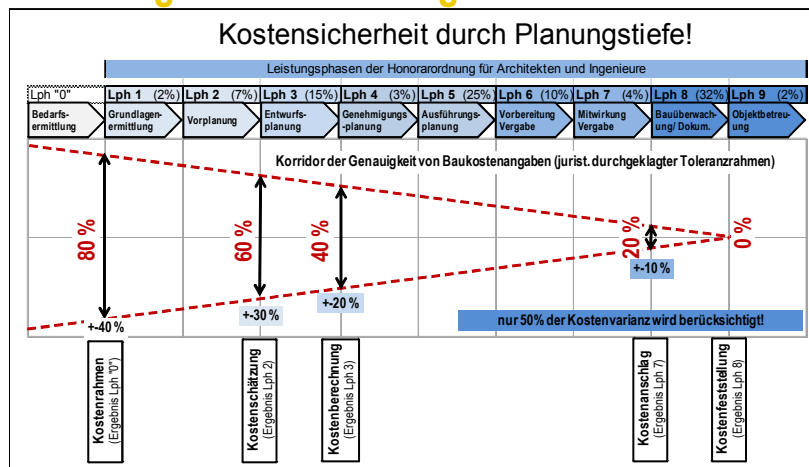 Kostensicherheit durch Planungstiefe!
Leistungsphasen der Honorarordnung für Architekten und Ingenieure
Lph "0"
Lph 1 (2%)
Lph 2 (7%)
Lph 3 (15%)
Lph 4 (3%)
Lph 5 (25%)
Lph 6 (10%)
Lph 7 (4%)
Lph 8 (32%)
Lph 9 (2%)
Bedarfs-
ermittlung
Grundlagen-
ermittlung
Vorplanung
Entwurfs-
planung
Genehmigungs
-planung
Ausführungs-
planung
Vorbereitung
Vergabe
Mitwirkung
Vergabe
Bauüberwa-
chung/ Dokum.
Objektbetre-
uung
Korridor der Genauigkeit von Baukostenangaben (jurist. durchgeklagter Toleranzrahmen)
80 %
60 %
40 %
20 %
0 %
+-40 %
+-30 %
+-20 %
+-10 %
nur 50% der Kostenvarianz wird berücksichtigt!
Kostenrahmen
(Ergebnis Lph "0")
Kostenschätzung
(Ergebnis Lph 2)
Kostenberechnung
(Ergebnis Lph 3)
Kostenanschlag
(Ergebnis Lph 7)
Kostenfeststellung
(Ergebnis Lph 8)